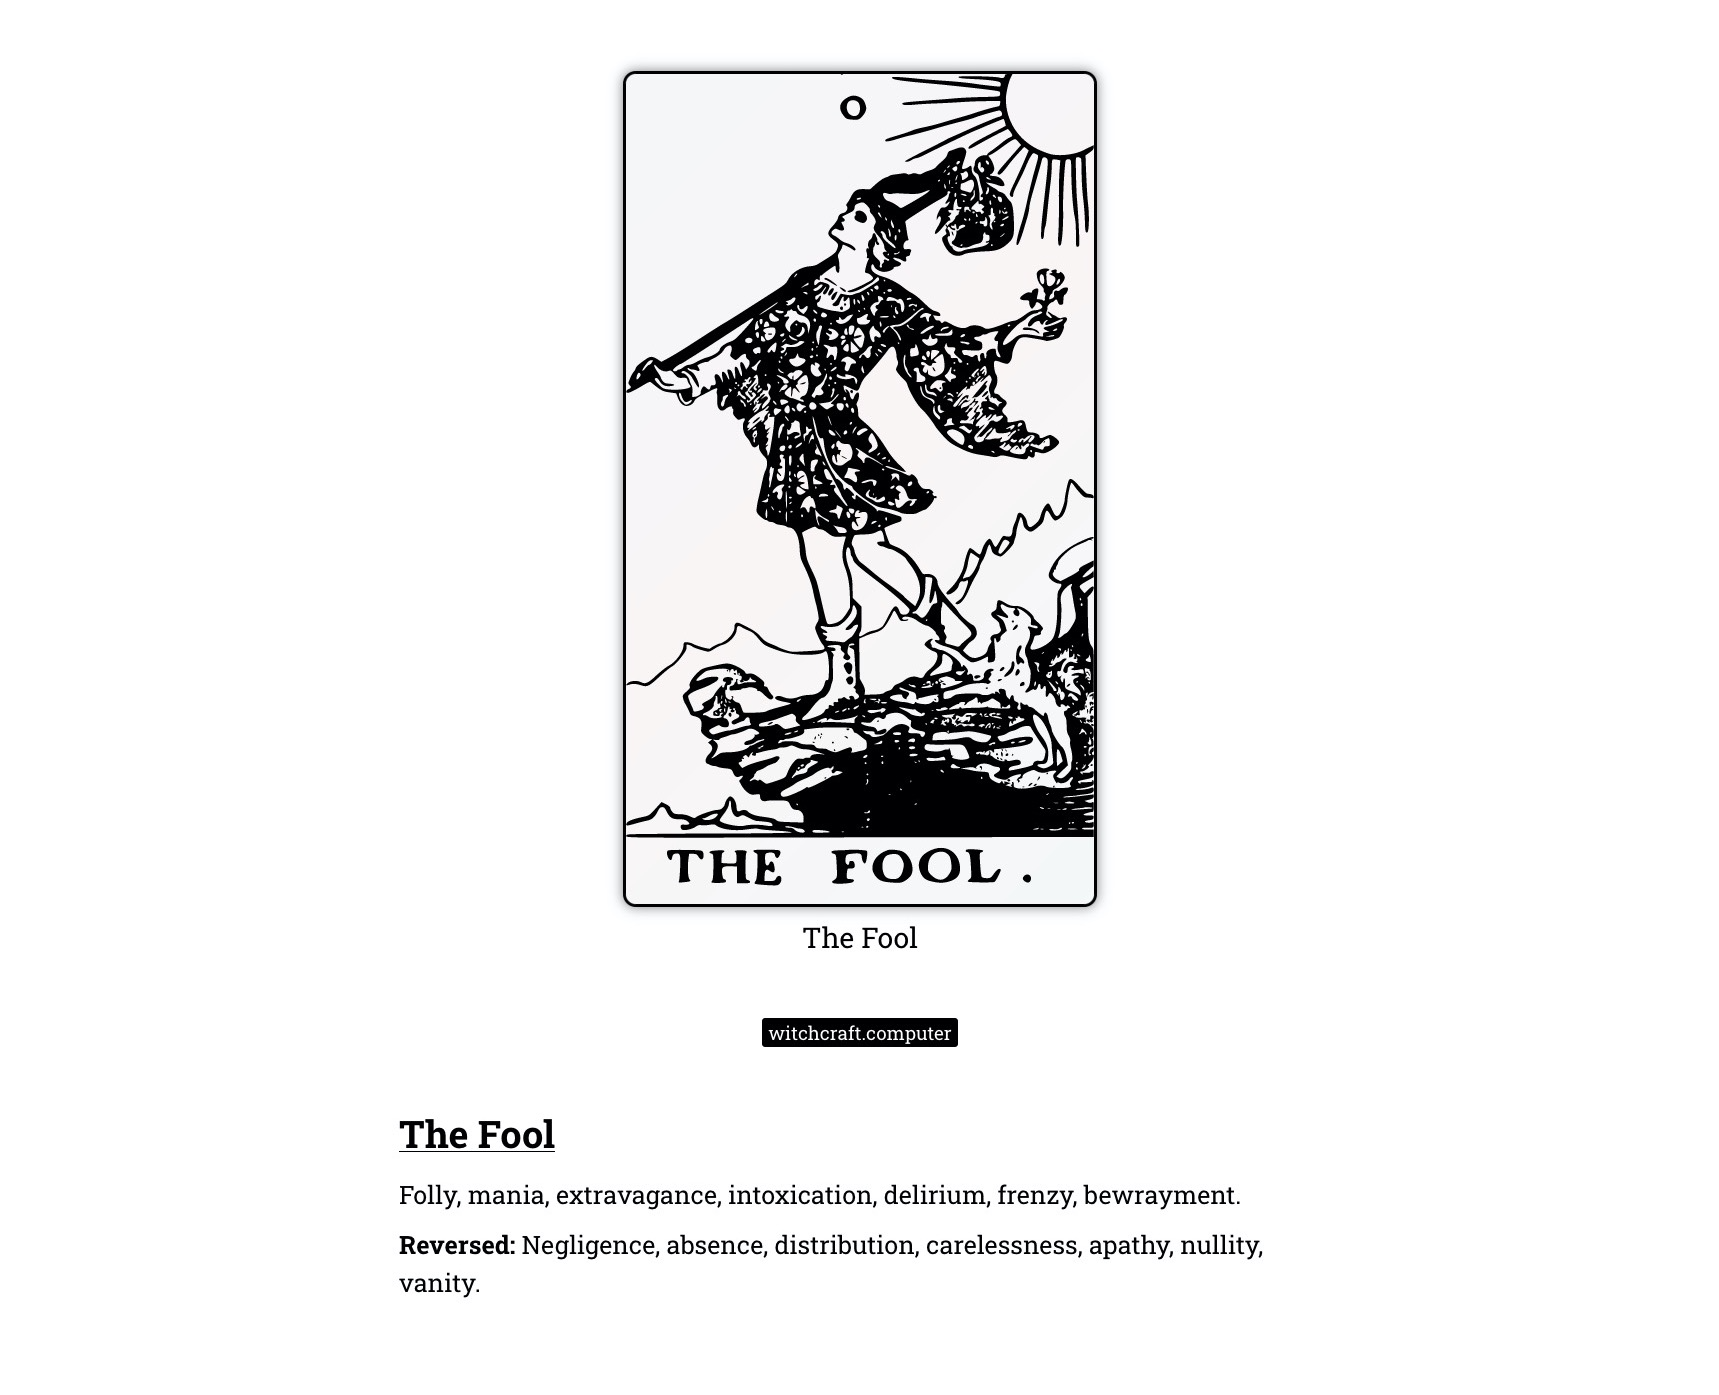 0
THE FOOL.
The Fool
witchcraft.computer
The Fool
Folly, mania, extravagance, intoxication, delirium, frenzy, bewrayment.
Reversed: Negligence, absence, distribution, carelessness, apathy, nullity,
vanity.